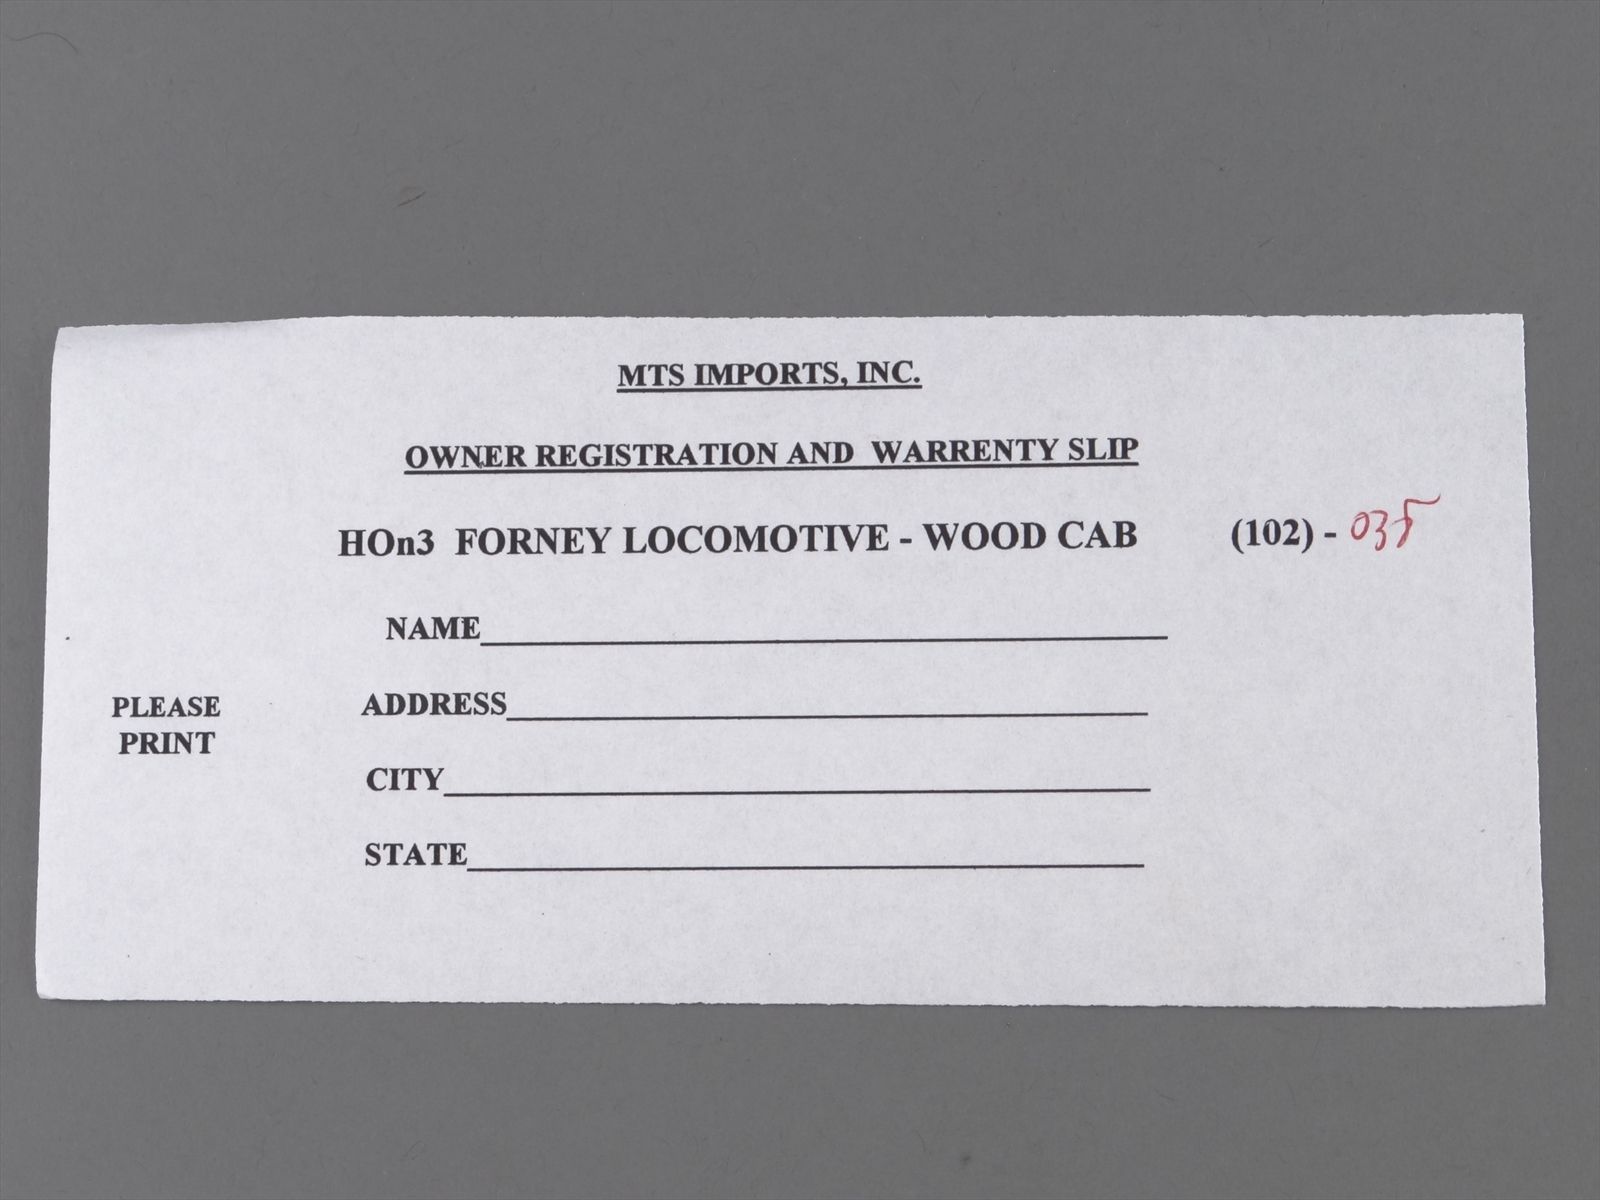 MTS IMPORTS, INC.
OWNER REGISTRATION AND WARRENTY SLIP
HOn3 FORNEY LOCOMOTIVE - WOOD CAB (102) - 035
NAME
ADDRESS
PLEASE
PRINT
CITY
STATE